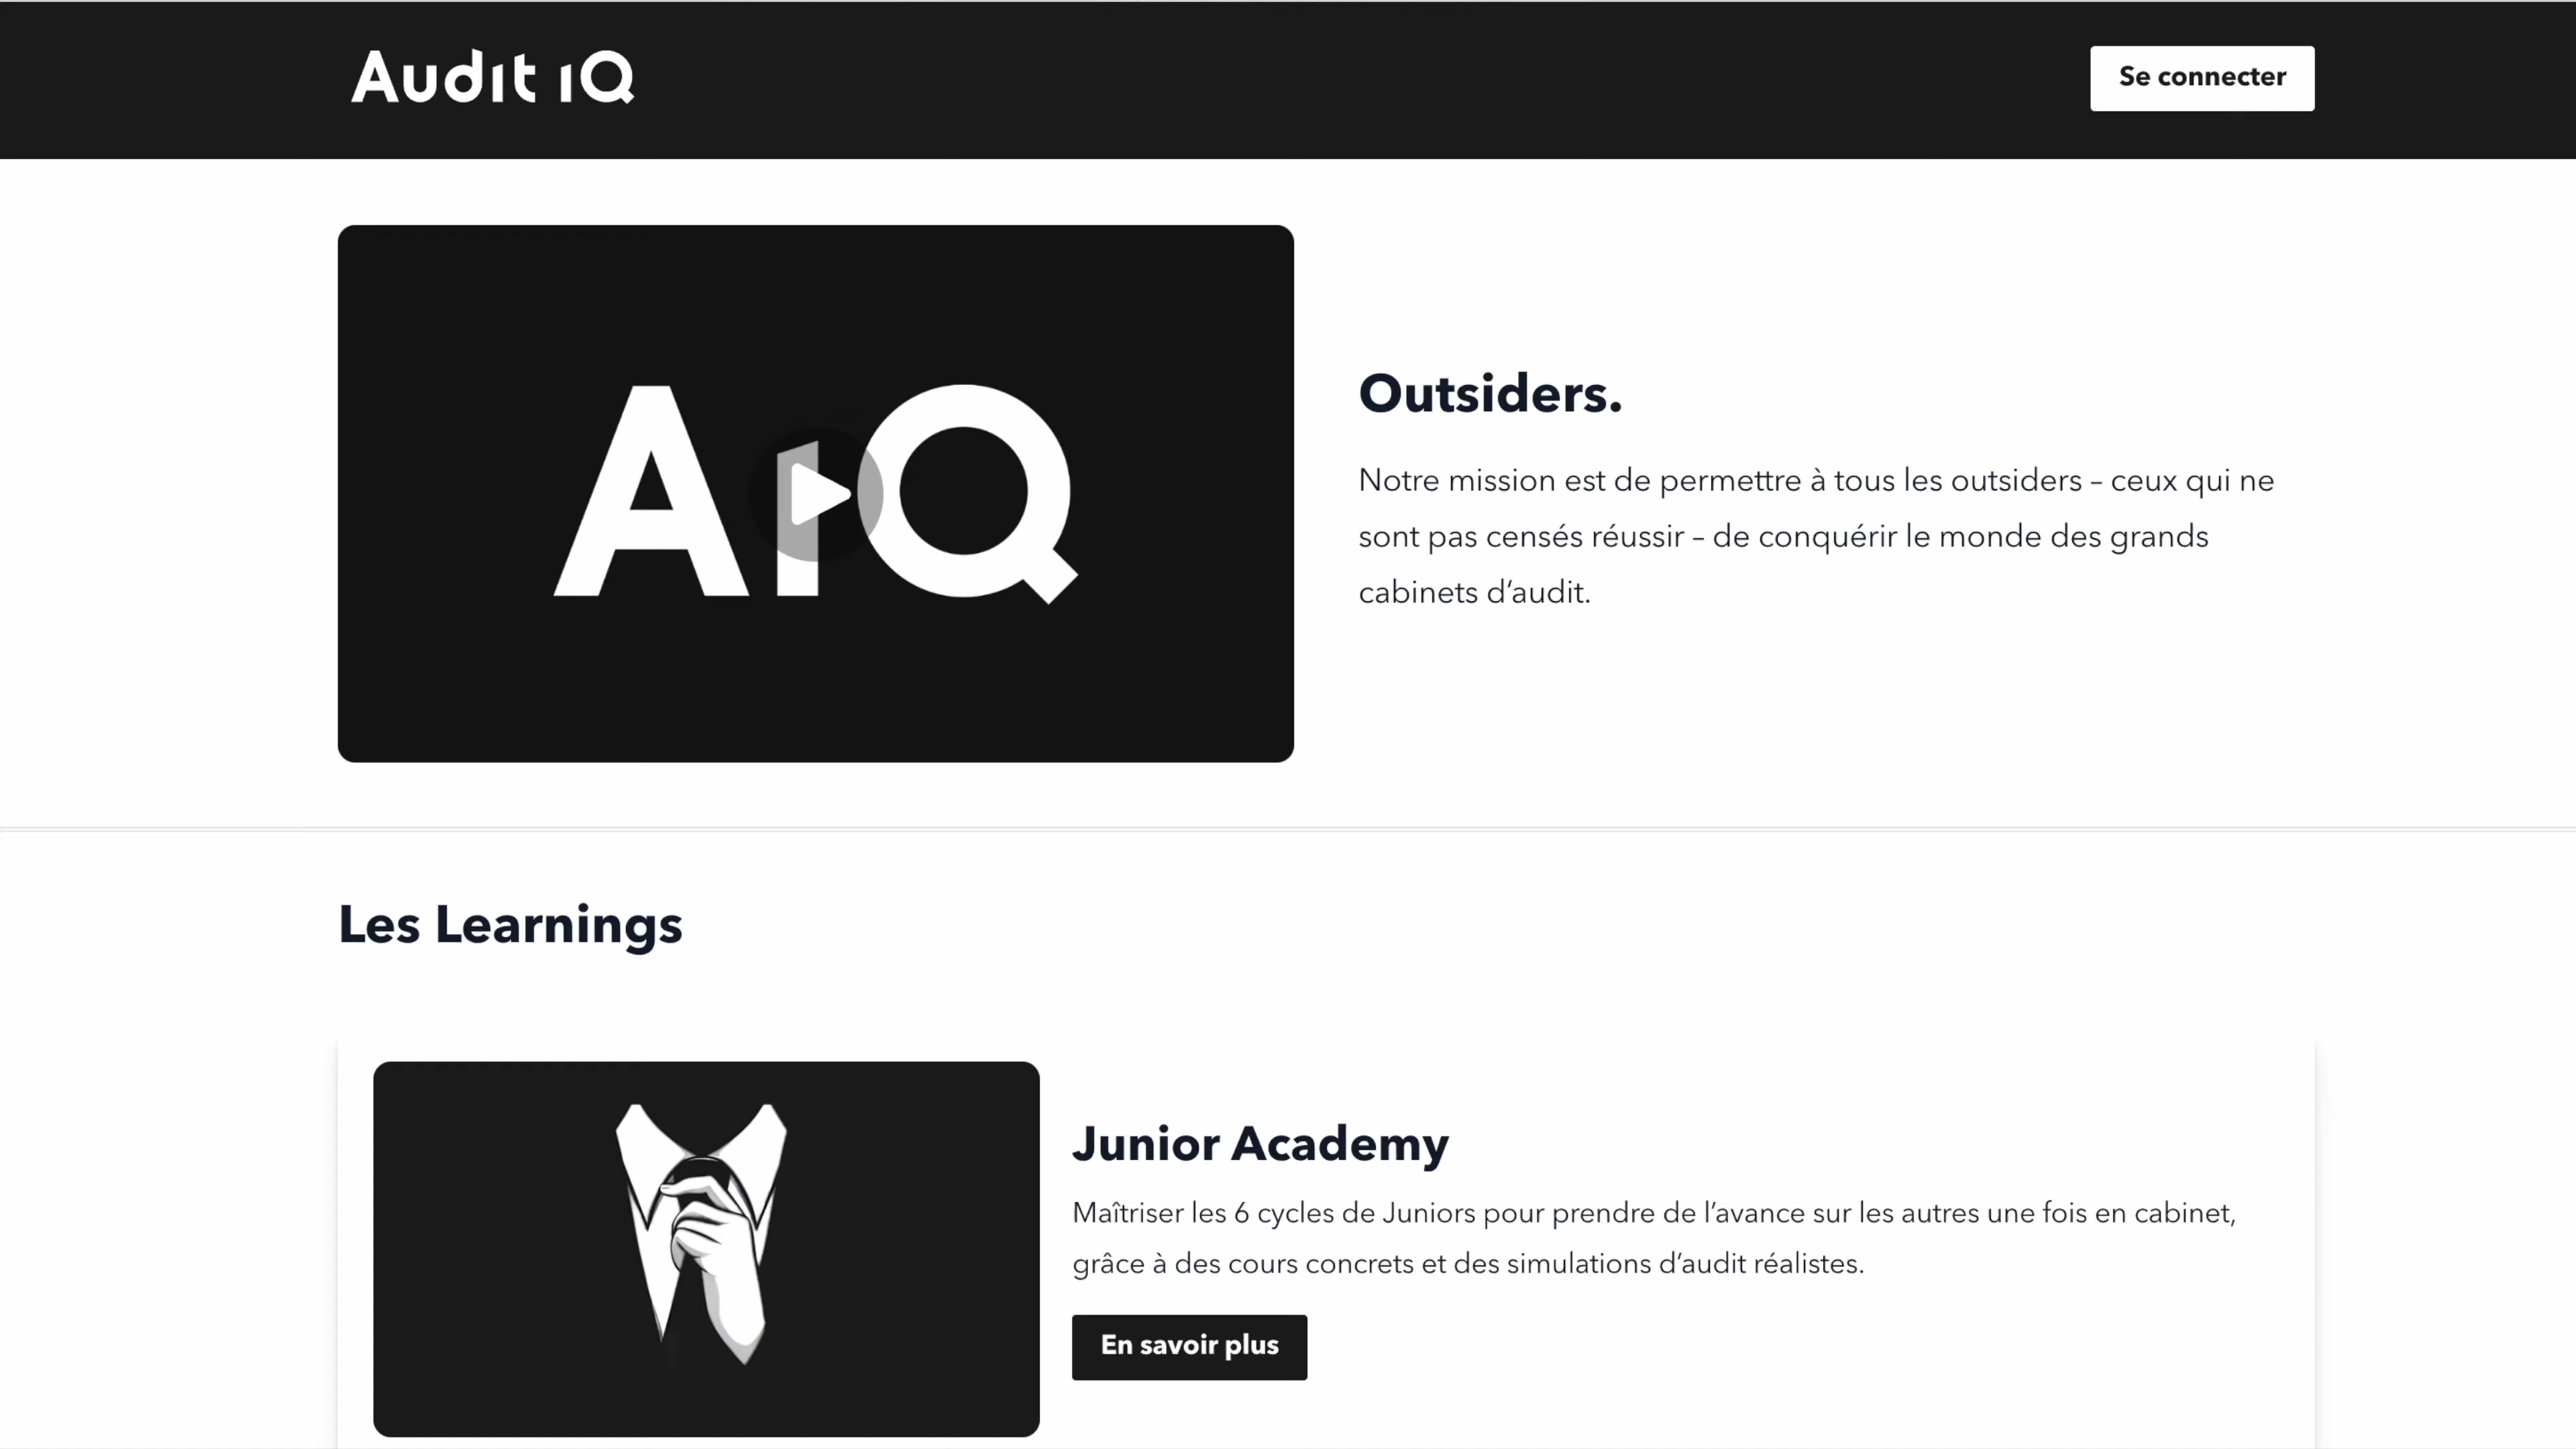 Audit iQ
Se connecter
AIQ
Outsiders.
Notre mission est de permettre à tous les outsiders – ceux qui ne
sont pas censés réussir – de conquérir le monde des grands
cabinets d’audit.
Les Learnings
Junior Academy
Maîtriser les 6 cycles de Juniors pour prendre de l’avance sur les autres une fois en cabinet,
grâce à des cours concrets et des simulations d’audit réalistes.
En savoir plus